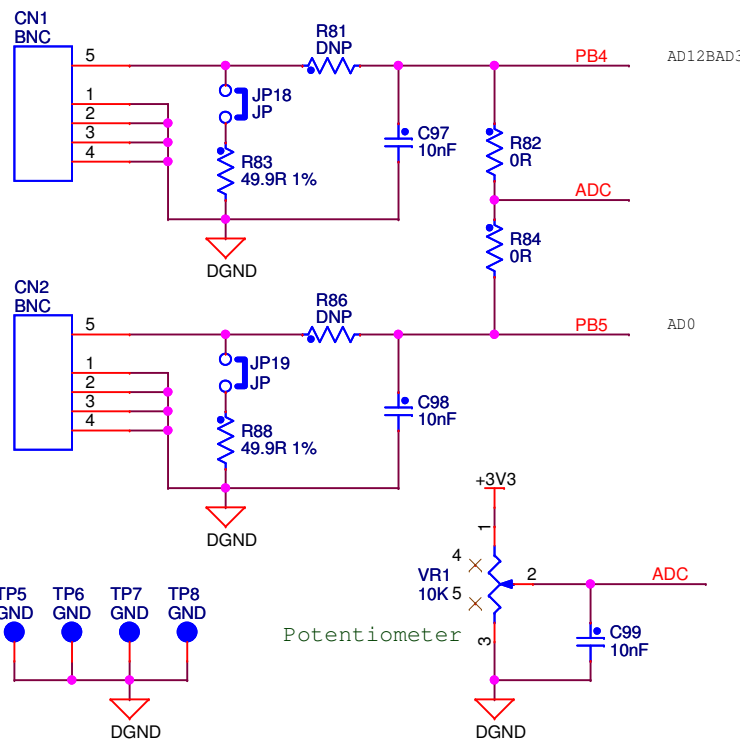 CN1
BNC
5
1
2
3
4
R81
DNP
PB4
AD12BAD3
JP18
JP
R83
49.9R 1%
C97
10nF
R82
0R
ADC
R84
0R
DGND
CN2
BNC
5
1
2
3
4
R86
DNP
PB5
AD0
JP19
JP
R88
49.9R 1%
C98
10nF
DGND
+3V3
1
4
VR1
10K
5
2
ADC
3
Potentiometer
C99
10nF
DGND
TP5
GND
TP6
GND
TP7
GND
TP8
GND
DGND